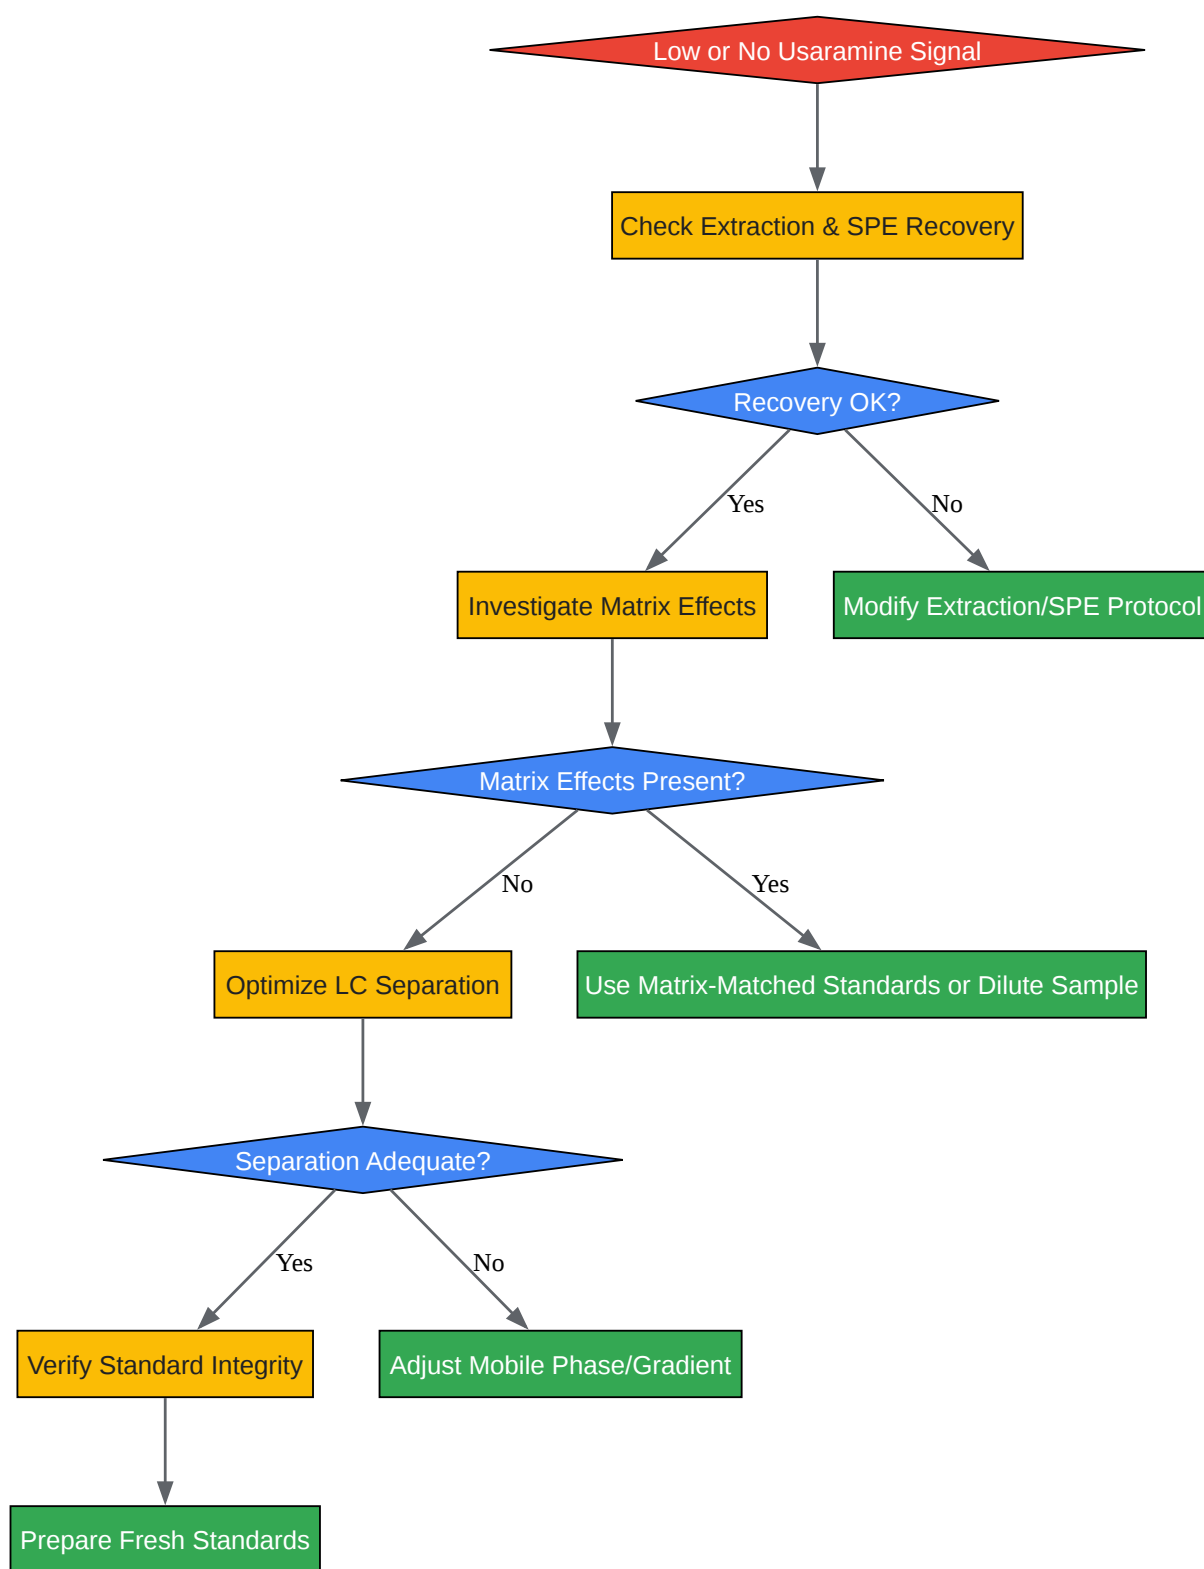 Low or No Usaramine Signal
Check Extraction & SPE Recovery
Recovery OK?
Yes
No
Investigate Matrix Effects
Modify Extraction/SPE Protocol
Matrix Effects Present?
No
Yes
Optimize LC Separation
Use Matrix-Matched Standards or Dilute Sample
Separation Adequate?
Yes
No
Verify Standard Integrity
Adjust Mobile Phase/Gradient
Prepare Fresh Standards